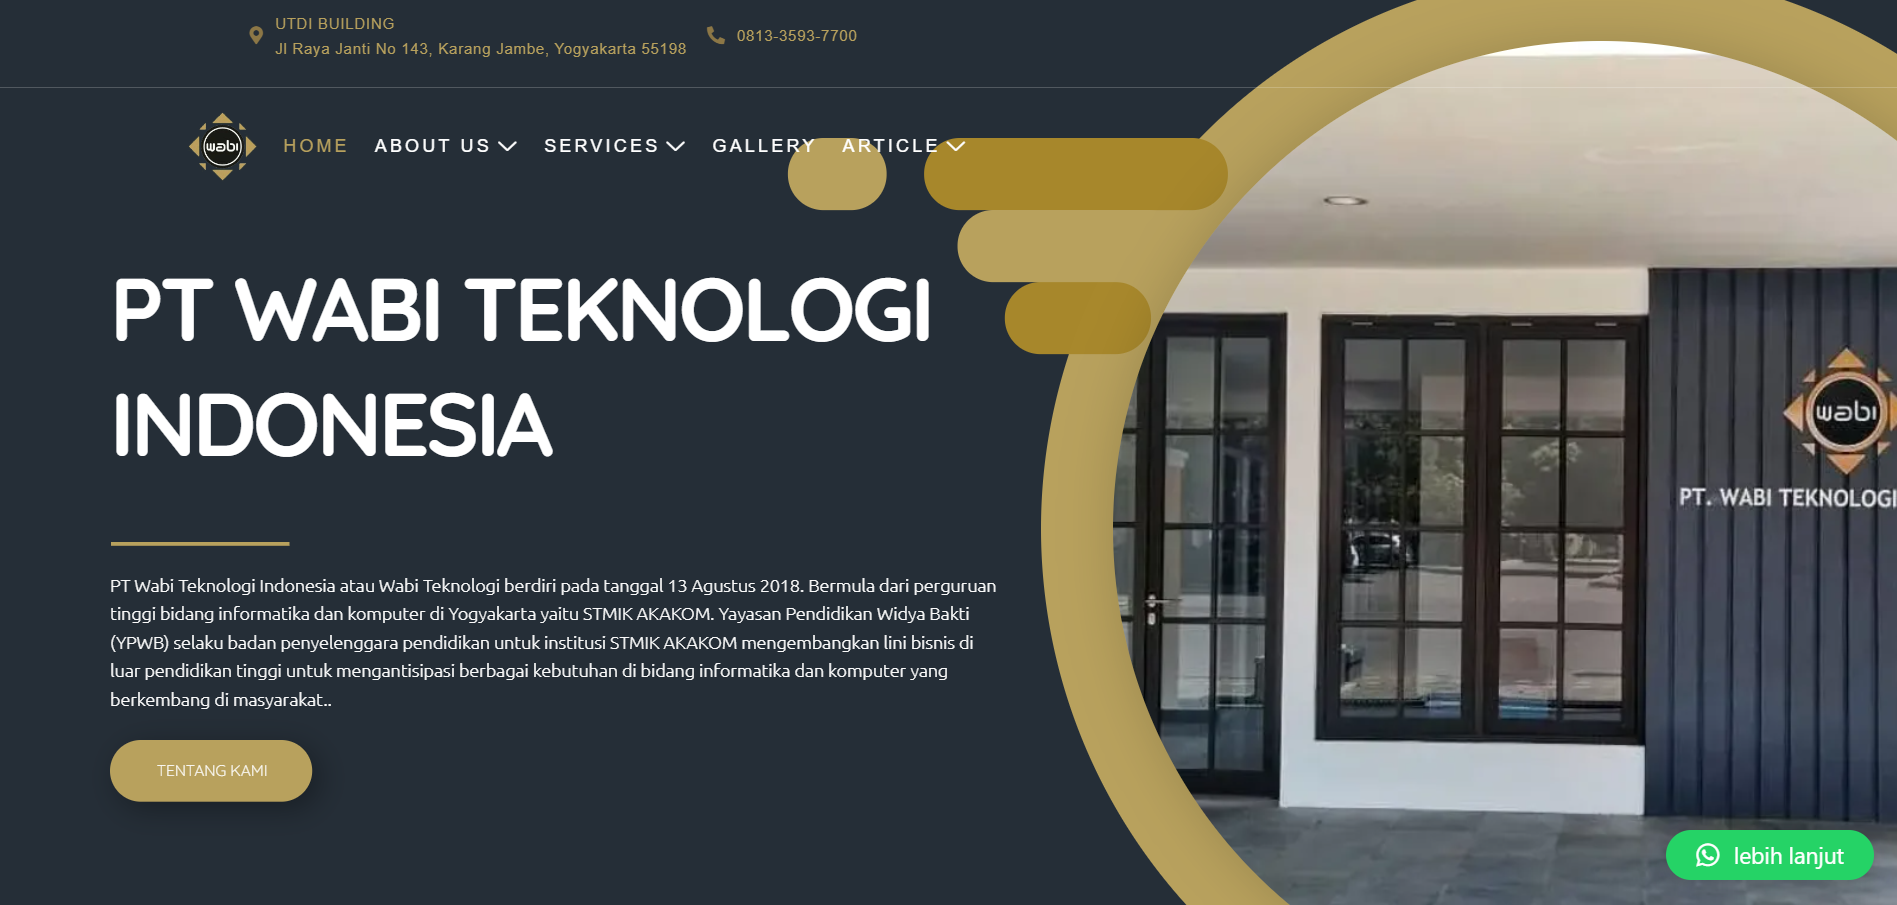 UTDI BUILDING
Jl Raya Janti No 143, Karang Jambe, Yogyakarta 55198
0813-3593-7700
wabi
HOME ABOUT US SERVICES GALLERY ARTICLE
PT WABI TEKNOLOGI
INDONESIA
PT Wabi Teknologi Indonesia atau Wabi Teknologi berdiri pada tanggal 13 Agustus 2018. Bermula dari perguruan
tinggi bidang informatika dan komputer di Yogyakarta yaitu STMIK AKAKOM. Yayasan Pendidikan Widya Bakti
(YPWB) selaku badan penyelenggara pendidikan untuk institusi STMIK AKAKOM mengembangkan lini bisnis di
luar pendidikan tinggi untuk mengantisipasi berbagai kebutuhan di bidang informatika dan komputer yang
berkembang di masyarakat..
TENTANG KAMI
wabi
PT. WABI TEKNOLOGI
lebih lanjut